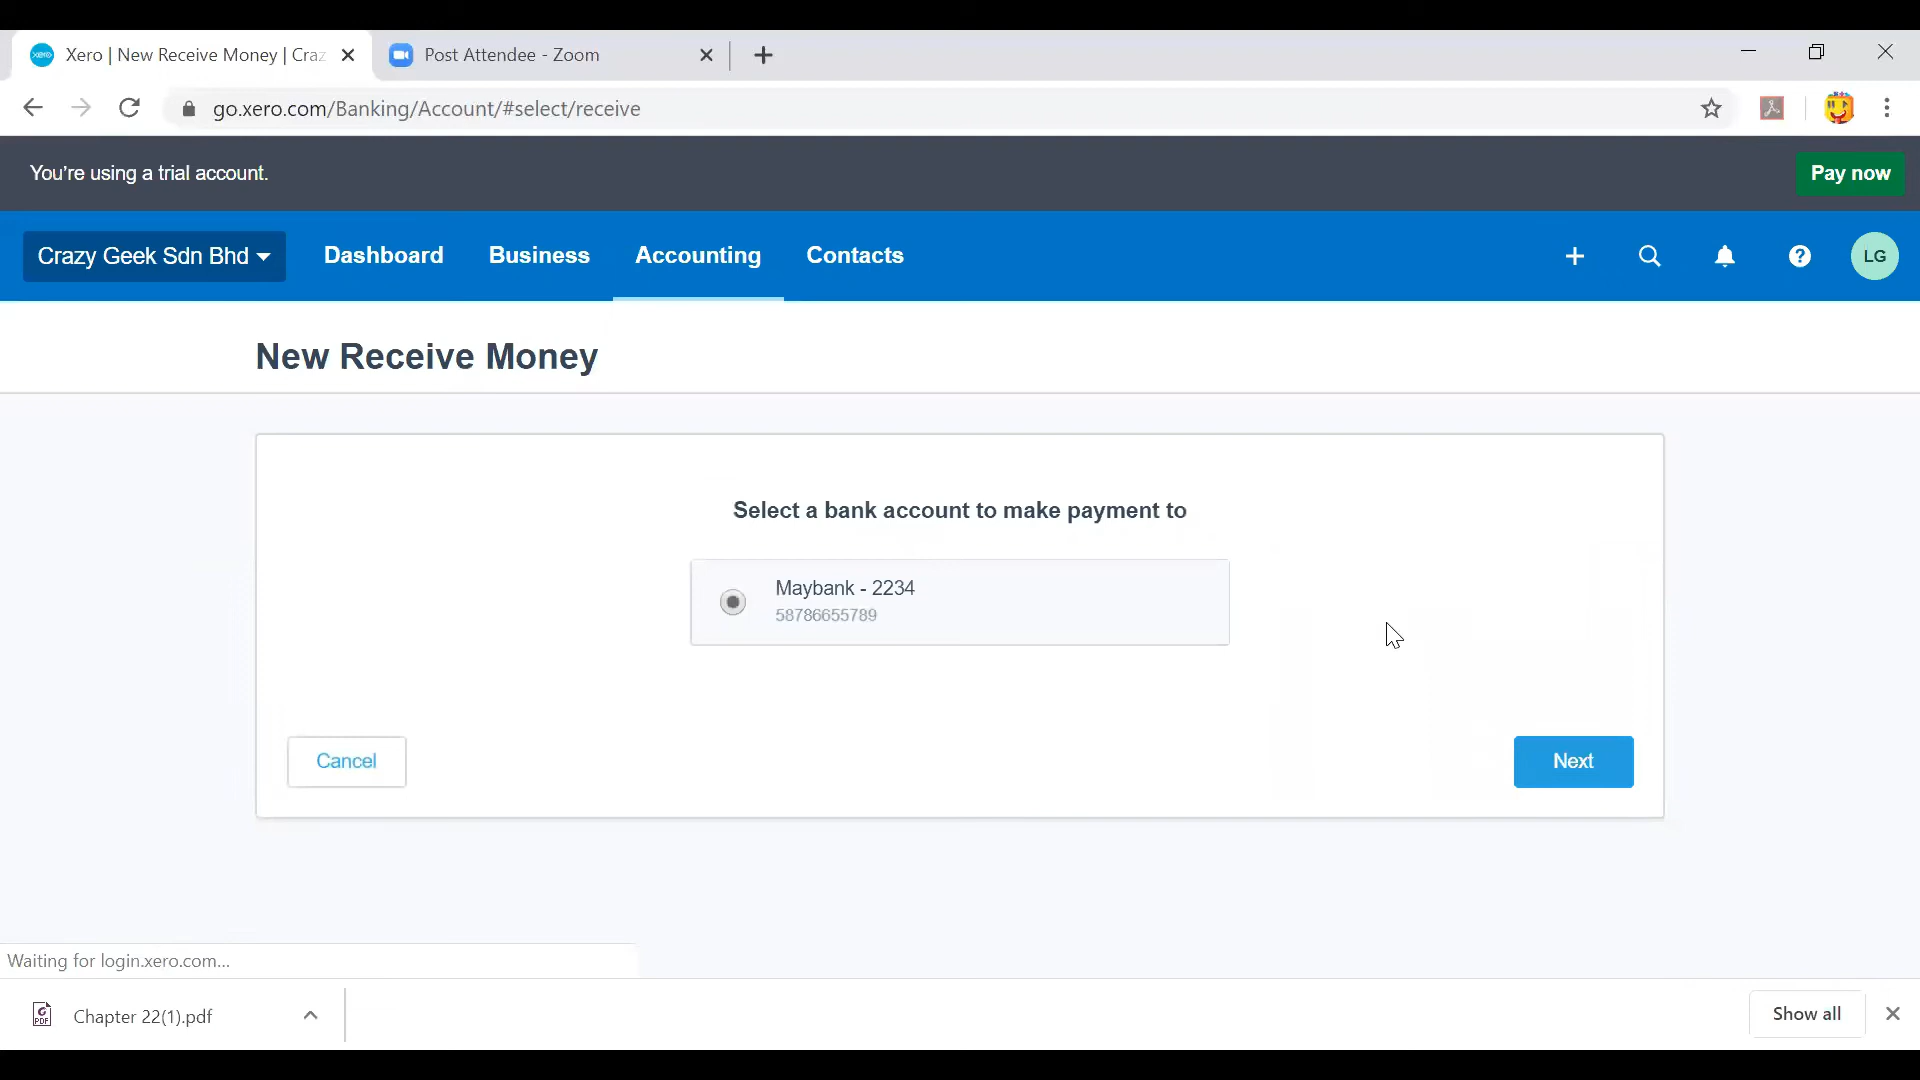 Xero | New Receive Money | Craz
Post Attendee - Zoom
go.xero.com/Banking/Account/#select/receive
You're using a trial account.
Pay now
Crazy Geek Sdn Bhd
Dashboard
Business
Accounting
Contacts
LG
New Receive Money
Select a bank account to make payment to
Maybank - 2234
58786655789
Cancel
Next
Waiting for login.xero.com...
Chapter 22(1).pdf
Show all